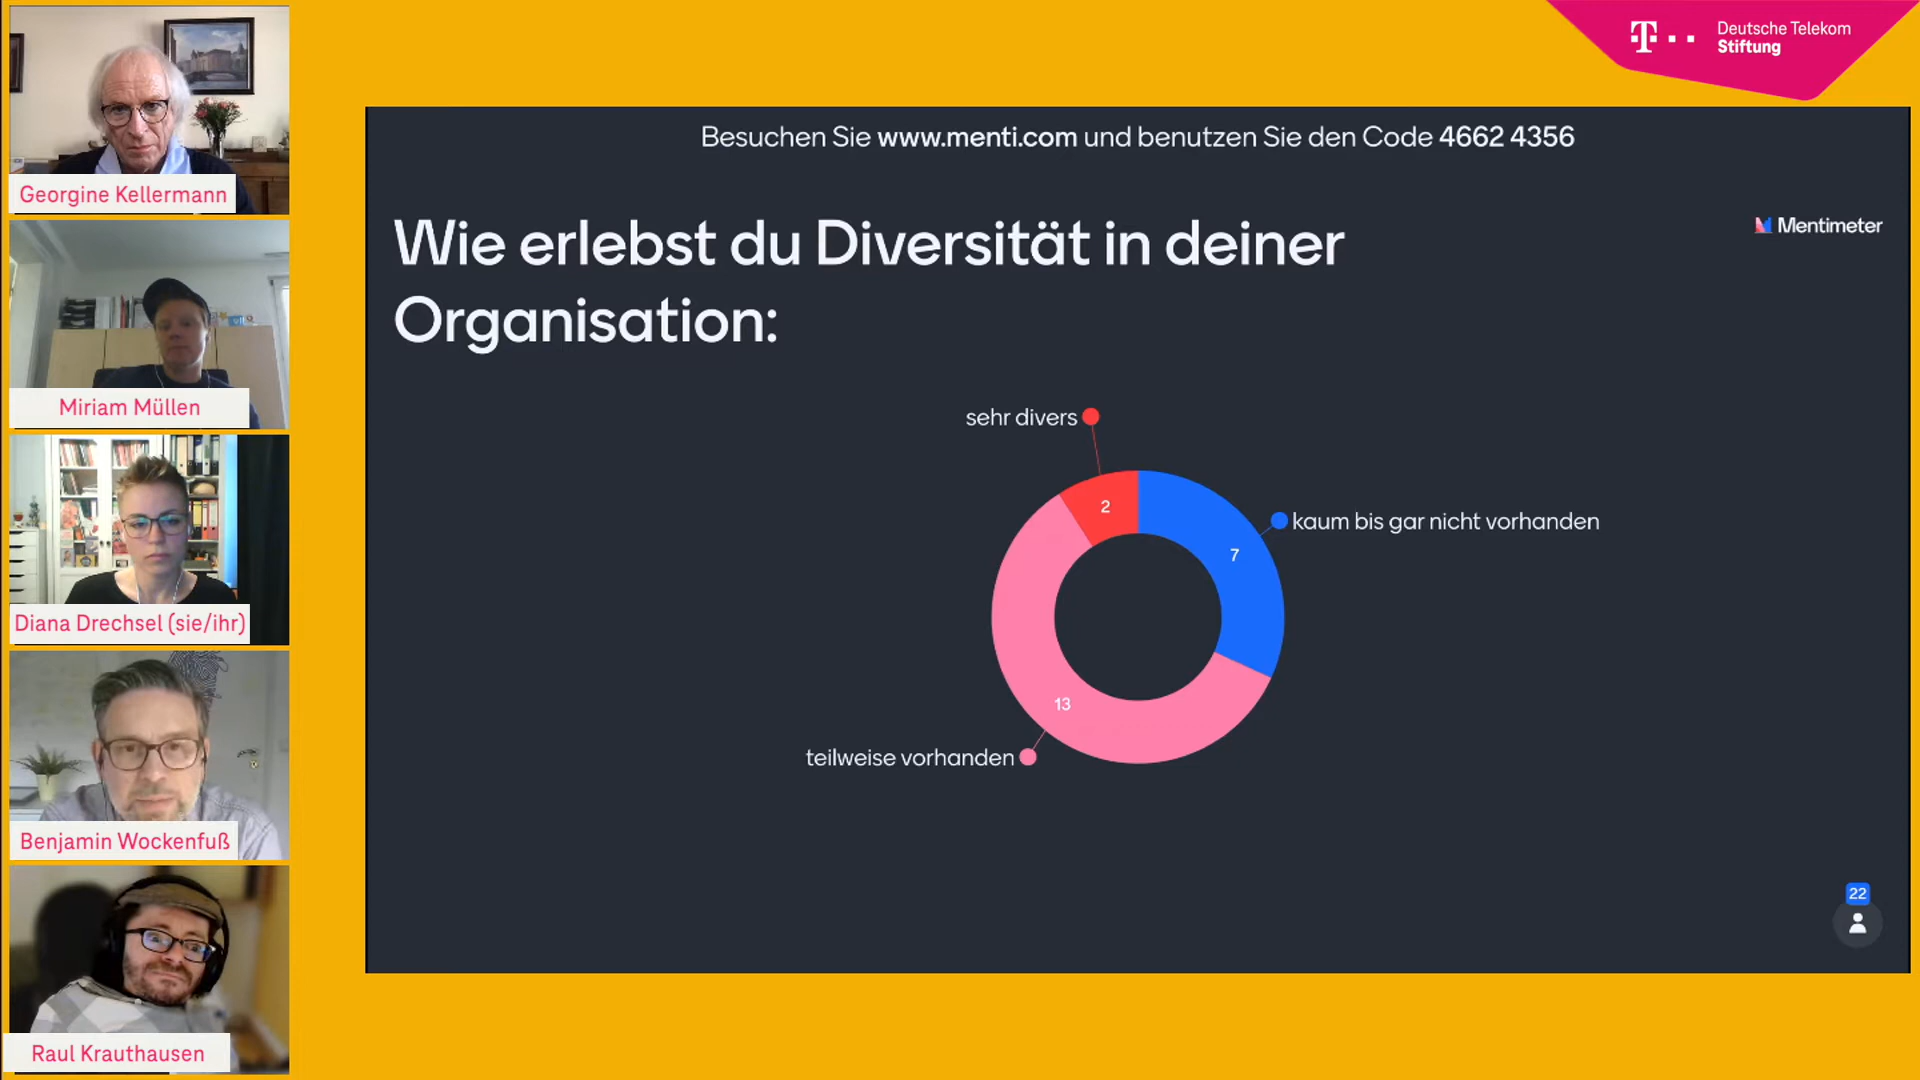 Georgine Kellermann
Miriam Müllen
Diana Drechsel (sie/ihr)
Benjamin Wockenfuß
Raul Krauthausen
T
Deutsche Telekom
Stiftung
Besuchen Sie www.menti.com und benutzen Sie den Code 4662 4356
Mentimeter
Wie erlebst du Diversität in deiner
Organisation:
sehr divers
2
kaum bis gar nicht vorhanden
7
13
teilweise vorhanden
22